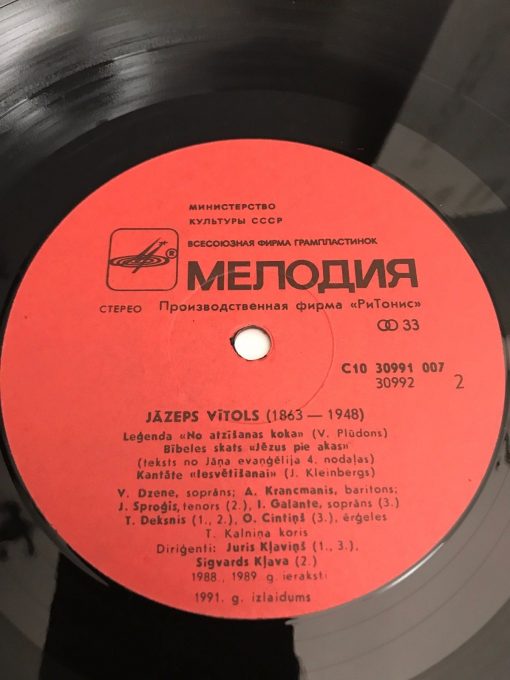 МИНИСТЕРСТВО
КУЛЬТУРЫ СССР
ВСЕСОЮЗНАЯ ФИРМА ГРАМПЛАСТИНОК
® МЕЛОДИЯ
СТЕРЕО Производственная фирма «РиТонис»
33
С10 30991 007
30992 2
JĀZEPS VĪTOLS (1863 — 1948)
Leģenda «No atzīšanas koka» (V. Plūdons)
Bībeles skats «Jēzus pie akas»
(teksts no Jāņa evaņģēlija 4. nodaļas)
Kantāte «Iesvētīšanai» (J. Kleinbergs)
V. Dzene, soprāns; A. Krancmanis, baritons;
J. Sproģis, tenors (2.), I. Galante, soprāns (3.)
T. Deksnis (1., 2.), O. Cintiņš (3.), ērģeles
T. Kalniņa koris
Diriģenti: Juris Kļaviņš (1., 3.),
Sigvards Kļava (2.)
1988., 1989. g. ieraksti
1991. g. izlaidums